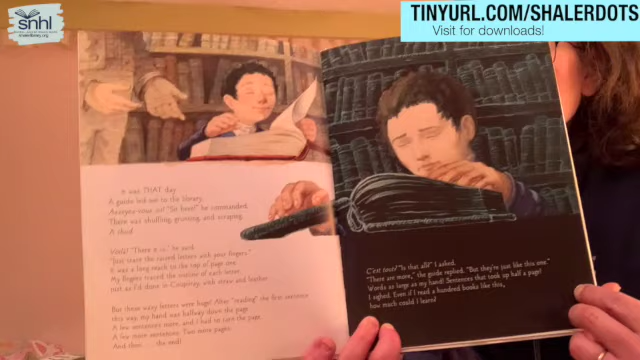 snhl
TINYURL.COM/SHALERDOTS
Visit for downloads!
It was THAT day
A guide led me to the library.
Asseyez-vous ici! "Sit here!" he commanded.
There was shuffling, groaning, and scraping.
A thud
Voilà! "There it is," he said.
"Just trace the raised letters with your fingers."
It was a long reach to the top of page one.
My fingers traced the outline of each letter,
not as I'd done in Coupvray, with straw and leather.
But these waxy letters were huge! After "reading" the first sentence
this way, my hand was halfway down the page.
A few sentences more, and I had to turn the page.
A few more sentences. Two more pages.
And then the end!
C'est tout? "Is that all?" I asked.
"There are more," the guide replied. "But they're just like this one."
Words as large as my hand! Sentences that took up half a page!
I sighed. Even if I read a hundred books like this,
how much could I learn?